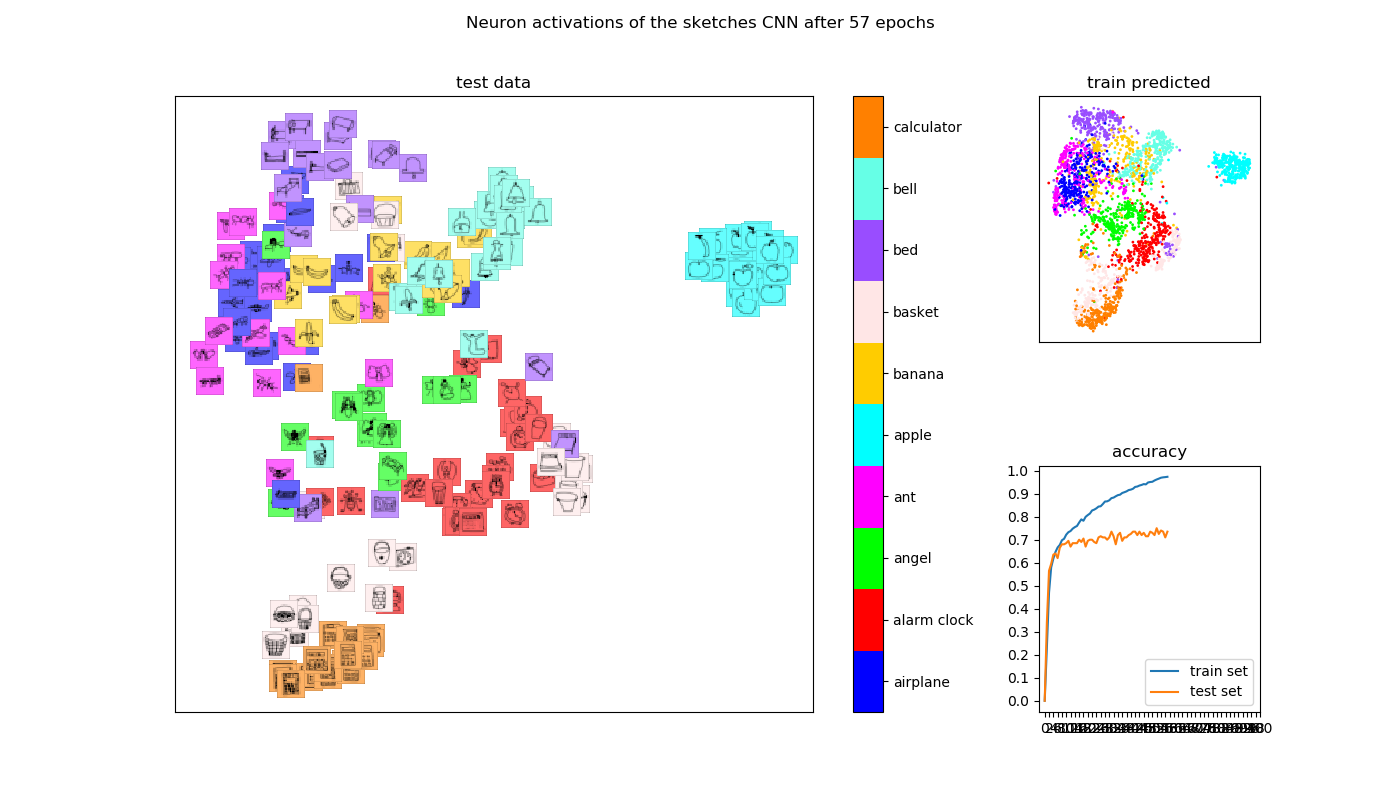 Neuron activations of the sketches CNN after 57 epochs
test data
calculator
bell
bed
basket
banana
apple
ant
angel
alarm clock
airplane
train predicted
accuracy
1.0
0.9
0.8
0.7
0.6
0.5
0.4
0.3
0.2
0.1
0.0
train set
test set